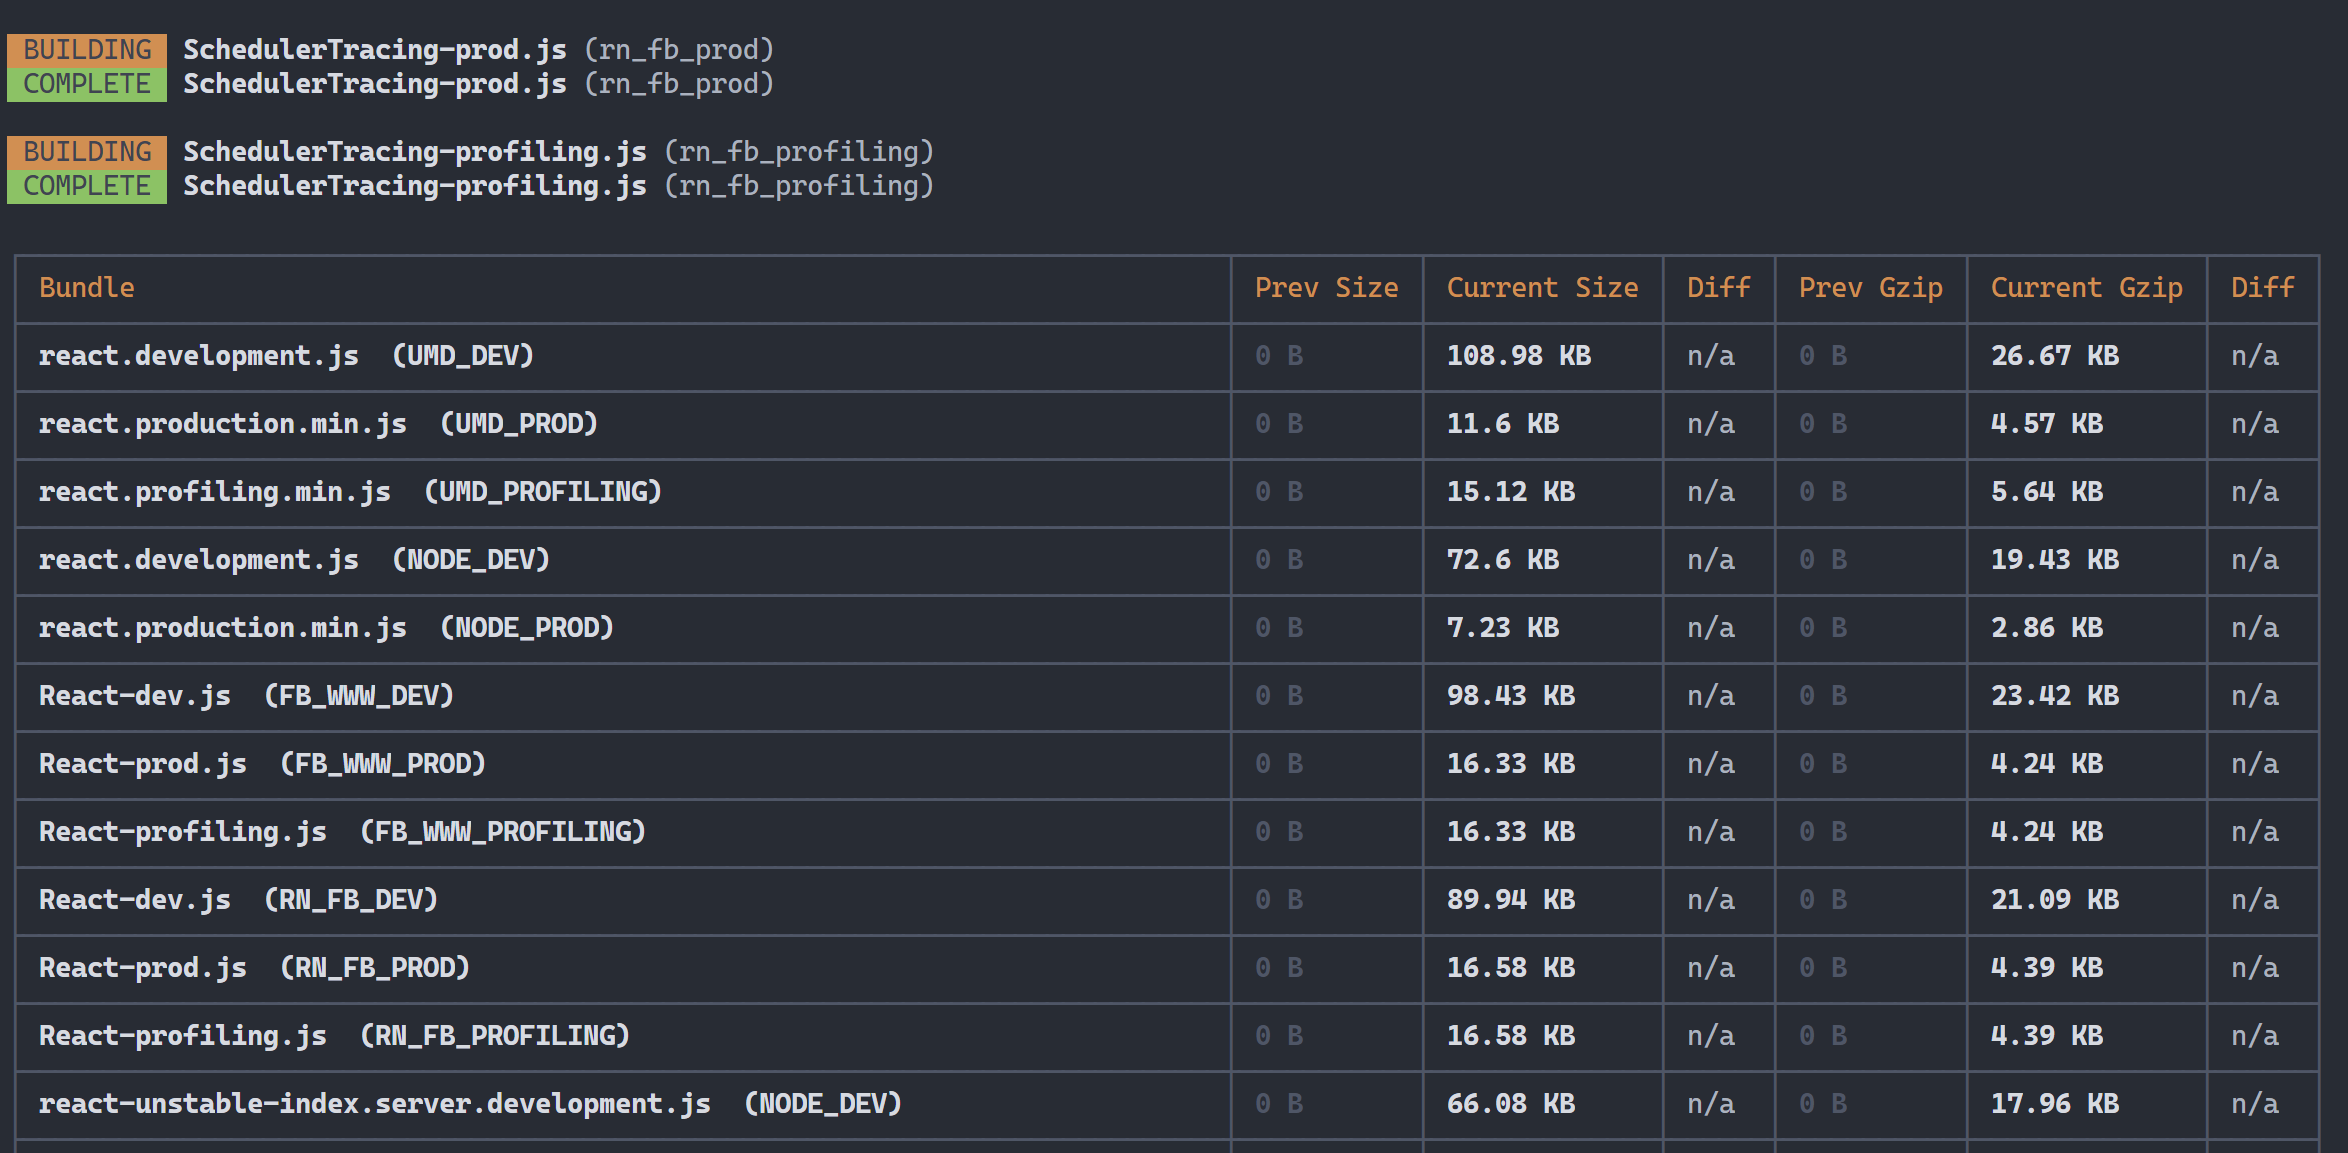 BUILDING SchedulerTracing-prod.js (rn_fb_prod)
COMPLETE SchedulerTracing-prod.js (rn_fb_prod)
BUILDING SchedulerTracing-profiling.js (rn_fb_profiling)
COMPLETE SchedulerTracing-profiling.js (rn_fb_profiling)
Bundle Prev Size Current Size Diff Prev Gzip Current Gzip Diff
react.development.js (UMD_DEV) 0 B 108.98 KB n/a 0 B 26.67 KB n/a
react.production.min.js (UMD_PROD) 0 B 11.6 KB n/a 0 B 4.57 KB n/a
react.profiling.min.js (UMD_PROFILING) 0 B 15.12 KB n/a 0 B 5.64 KB n/a
react.development.js (NODE_DEV) 0 B 72.6 KB n/a 0 B 19.43 KB n/a
react.production.min.js (NODE_PROD) 0 B 7.23 KB n/a 0 B 2.86 KB n/a
React-dev.js (FB_WWW_DEV) 0 B 98.43 KB n/a 0 B 23.42 KB n/a
React-prod.js (FB_WWW_PROD) 0 B 16.33 KB n/a 0 B 4.24 KB n/a
React-profiling.js (FB_WWW_PROFILING) 0 B 16.33 KB n/a 0 B 4.24 KB n/a
React-dev.js (RN_FB_DEV) 0 B 89.94 KB n/a 0 B 21.09 KB n/a
React-prod.js (RN_FB_PROD) 0 B 16.58 KB n/a 0 B 4.39 KB n/a
React-profiling.js (RN_FB_PROFILING) 0 B 16.58 KB n/a 0 B 4.39 KB n/a
react-unstable-index.server.development.js (NODE_DEV) 0 B 66.08 KB n/a 0 B 17.96 KB n/a